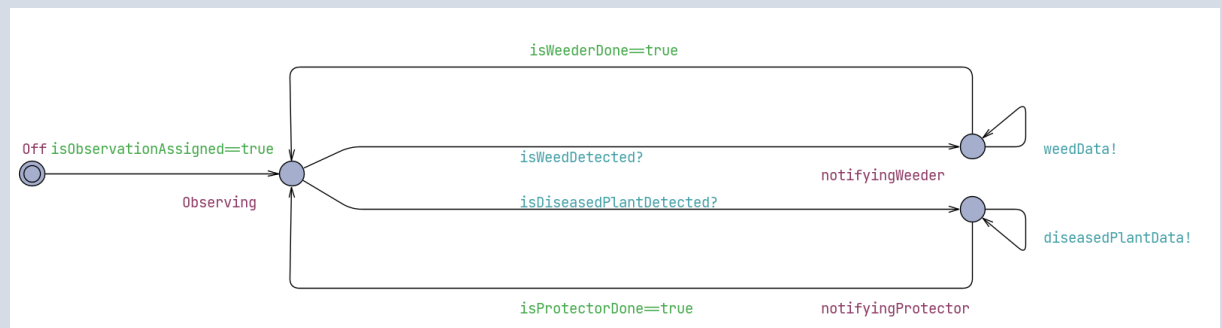 isWeederDone==true
Off isObservationAssigned==true
weedData!
isWeedDetected?
notifyingWeeder
Observing
isDiseasedPlantDetected?
diseasedPlantData!
isProtectorDone==true
notifyingProtector